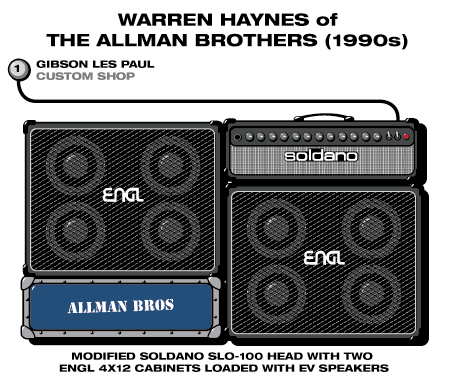 WARREN HAYNES of
THE ALLMAN BROTHERS (1990s)
1
GIBSON LES PAUL
CUSTOM SHOP
soldano
ENGL
ENGL
ALLMAN BROS
MODIFIED SOLDANO SLO-100 HEAD WITH TWO
ENGL 4X12 CABINETS LOADED WITH EV SPEAKERS